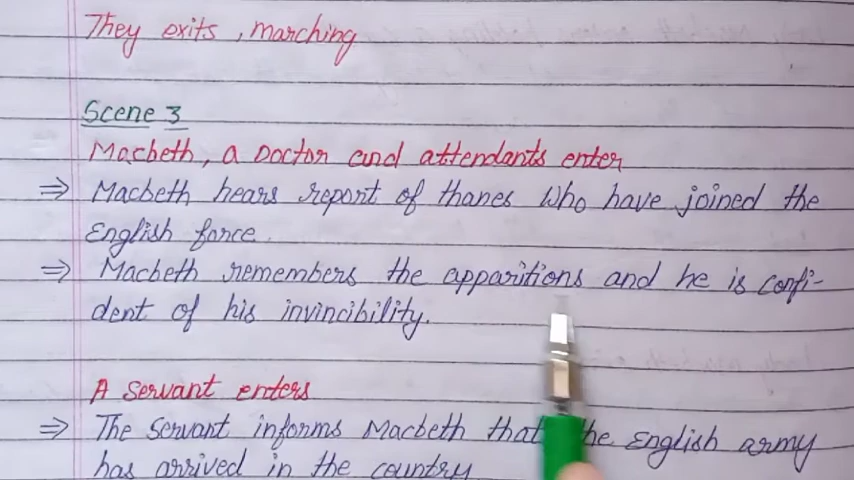 They exits, marching
Scene 3
Macbeth, a Doctor and attendants enter
⇒ Macbeth hears report of thanes who have joined the
English force.
⇒ Macbeth remembers the apparitions and he is confi-
dent of his invincibility.
A servant enters
⇒ The servant informs Macbeth that the English army
has arrived in the country